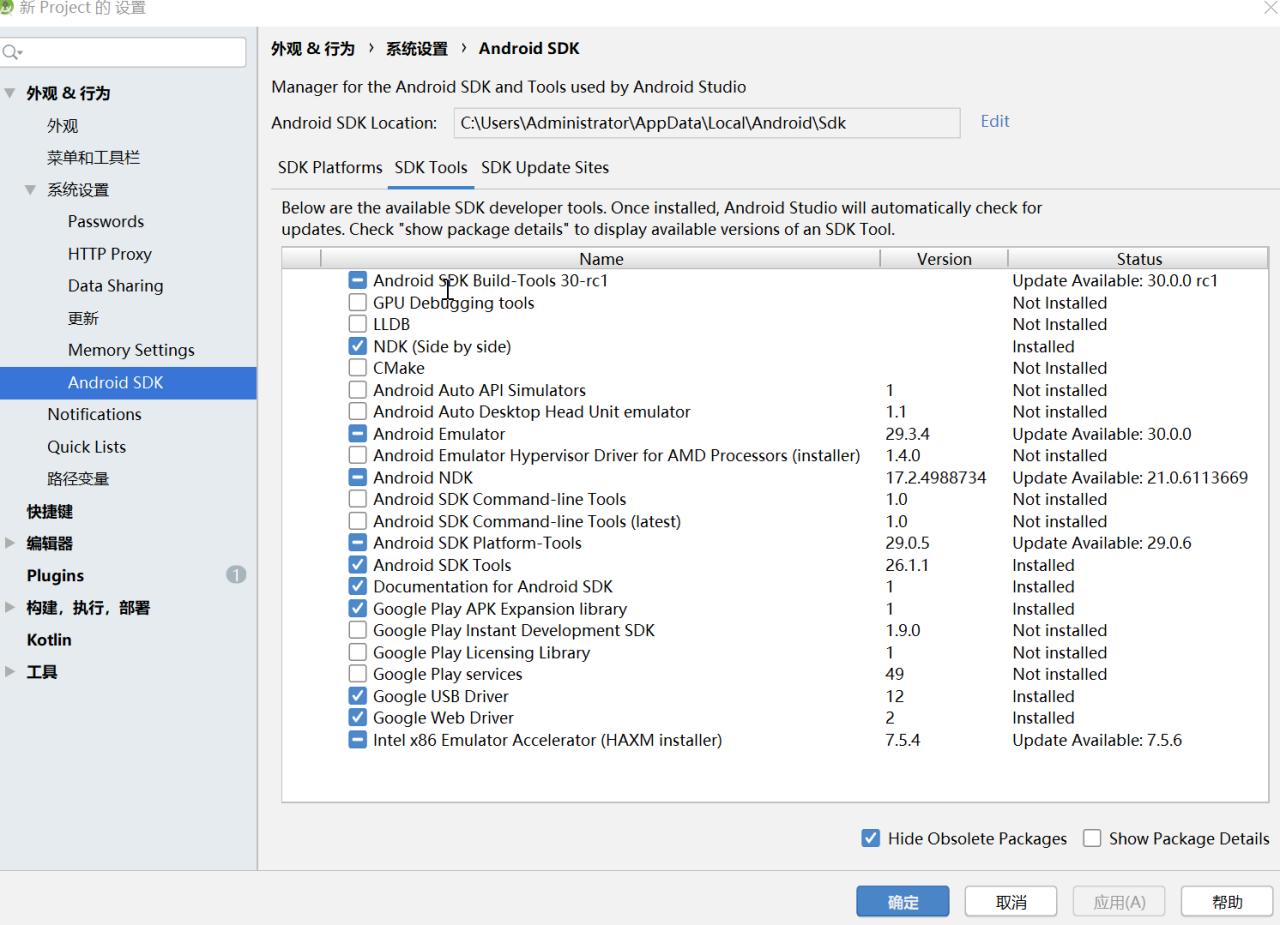 新 Project 的 设置
外观 & 行为 › 系统设置 › Android SDK
Manager for the Android SDK and Tools used by Android Studio
Android SDK Location: C:\Users\Administrator\AppData\Local\Android\Sdk Edit
外观 & 行为
外观
菜单和工具栏
系统设置
Passwords
HTTP Proxy
Data Sharing
更新
Memory Settings
Android SDK
Notifications
Quick Lists
路径变量
快捷键
编辑器
Plugins 1
构建，执行，部署
Kotlin
工具
SDK Platforms SDK Tools SDK Update Sites
Below are the available SDK developer tools. Once installed, Android Studio will automatically check for
updates. Check "show package details" to display available versions of an SDK Tool.
Name Version Status
Android SDK Build-Tools 30-rc1 Update Available: 30.0.0 rc1
GPU Debugging tools Not Installed
LLDB Not Installed
NDK (Side by side) Installed
CMake Not Installed
Android Auto API Simulators 1 Not installed
Android Auto Desktop Head Unit emulator 1.1 Not installed
Android Emulator 29.3.4 Update Available: 30.0.0
Android Emulator Hypervisor Driver for AMD Processors (installer) 1.4.0 Not installed
Android NDK 17.2.4988734 Update Available: 21.0.6113669
Android SDK Command-line Tools 1.0 Not installed
Android SDK Command-line Tools (latest) 1.0 Not installed
Android SDK Platform-Tools 29.0.5 Update Available: 29.0.6
Android SDK Tools 26.1.1 Installed
Documentation for Android SDK 1 Installed
Google Play APK Expansion library 1 Installed
Google Play Instant Development SDK 1.9.0 Not installed
Google Play Licensing Library 1 Not installed
Google Play services 49 Not installed
Google USB Driver 12 Installed
Google Web Driver 2 Installed
Intel x86 Emulator Accelerator (HAXM installer) 7.5.4 Update Available: 7.5.6
Hide Obsolete Packages Show Package Details
确定 取消 应用(A) 帮助